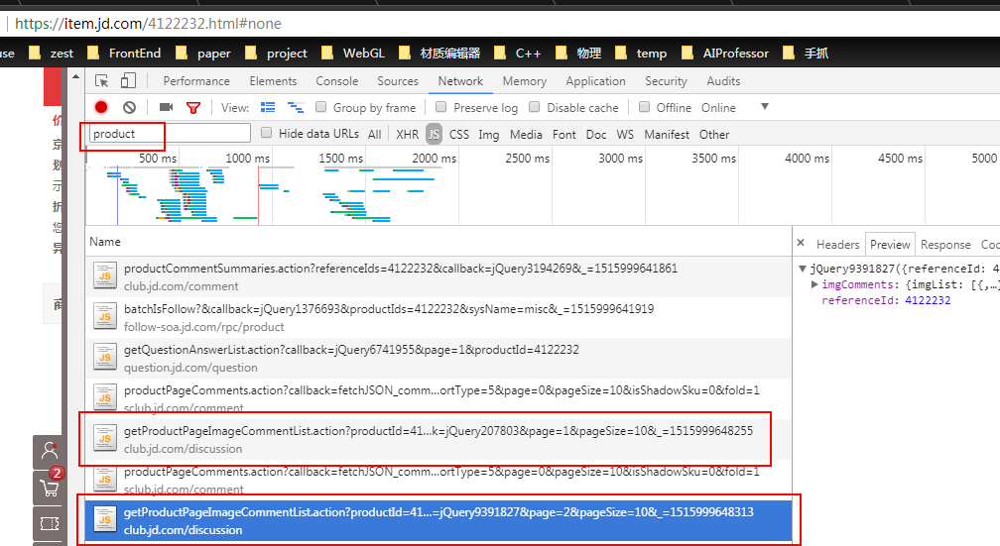 https://item.jd.com/4122232.html#none
use zest FrontEnd paper project WebGL 材质编辑器 C++ 物理 temp AIProfessor 手抓
Performance Elements Console Sources Network Memory Application Security Audits
View: Group by frame Preserve log Disable cache Offline Online
product Hide data URLs All XHR JS CSS Img Media Font Doc WS Manifest Other
500 ms 1000 ms 1500 ms 2000 ms 2500 ms 3000 ms 3500 ms 4000 ms 4500 ms 5000
Name
productCommentSummaries.action?referenceIds=4122232&callback=jQuery3194269&_=1515999641861
club.jd.com/comment
batchIsFollow?&callback=jQuery1376693&productIds=4122232&sysName=misc&_=1515999641919
follow-soa.jd.com/rpc/product
getQuestionAnswerList.action?callback=jQuery6741955&page=1&productId=4122232
question.jd.com/question
productPageComments.action?callback=fetchJSON_comm...ortType=5&page=0&pageSize=10&isShadowSku=0&fold=1
sclub.jd.com/comment
getProductPageImageCommentList.action?productId=41...k=jQuery207803&page=1&pageSize=10&_=1515999648255
club.jd.com/discussion
productPageComments.action?callback=fetchJSON_comm...ortType=5&page=0&pageSize=10&isShadowSku=0&fold=1
sclub.jd.com/comment
getProductPageImageCommentList.action?productId=41...=jQuery9391827&page=2&pageSize=10&_=1515999648313
club.jd.com/discussion
× Headers Preview Response Coo
jQuery9391827({referenceId: 4
imgComments: {imgList: [{,…]
referenceId: 4122232
划
示
折
您
商
2